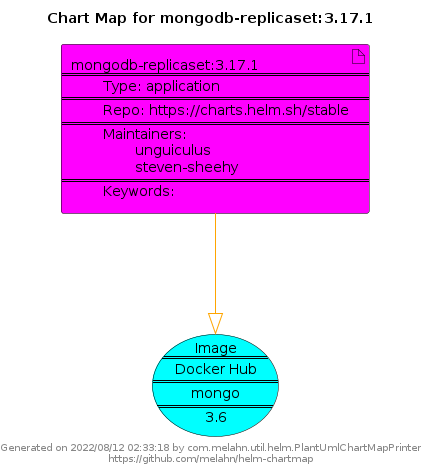 Chart Map for mongodb-replicaset:3.17.1
mongodb-replicaset:3.17.1
Type: application
Repo: https://charts.helm.sh/stable
Maintainers:
unguiculus
steven-sheehy
Keywords:
Image
Docker Hub
mongo
3.6
Generated on 2022/08/12 02:33:18 by com.melahn.util.helm.PlantUmlChartMapPrinter
https://github.com/melahn/helm-chartmap